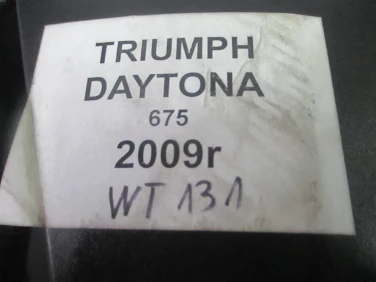 TRIUMPH
DAYTONA
675
2009r
WT 131